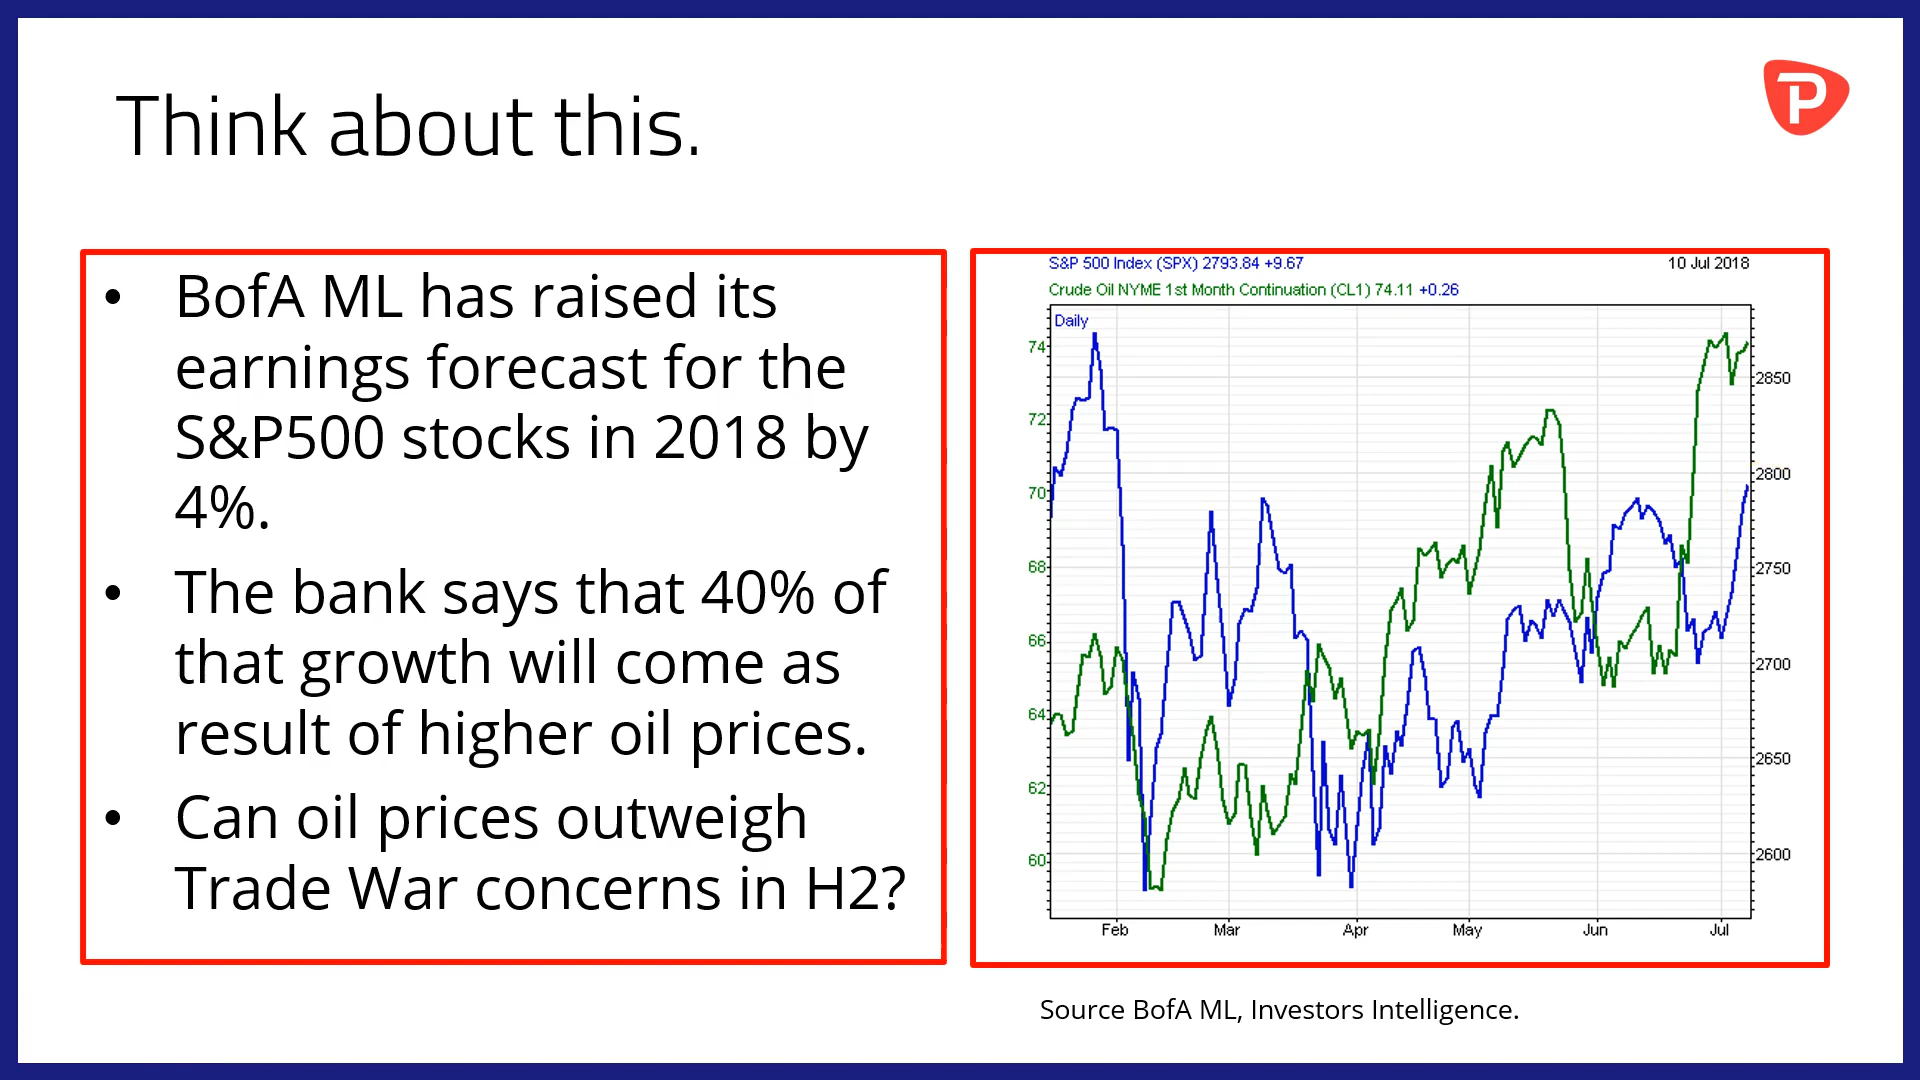 Think about this.
P
• BofA ML has raised its
earnings forecast for the
S&P500 stocks in 2018 by
4%.
• The bank says that 40% of
that growth will come as
result of higher oil prices.
• Can oil prices outweigh
Trade War concerns in H2?
S&P 500 Index (SPX) 2793.84 +9.67
10 Jul 2018
Crude Oil NYME 1st Month Continuation (CL1) 74.11 +0.26
Daily
74
72
70
68
66
64
62
60
2850
2800
2750
2700
2650
2600
Feb Mar Apr May Jun Jul
Source BofA ML, Investors Intelligence.